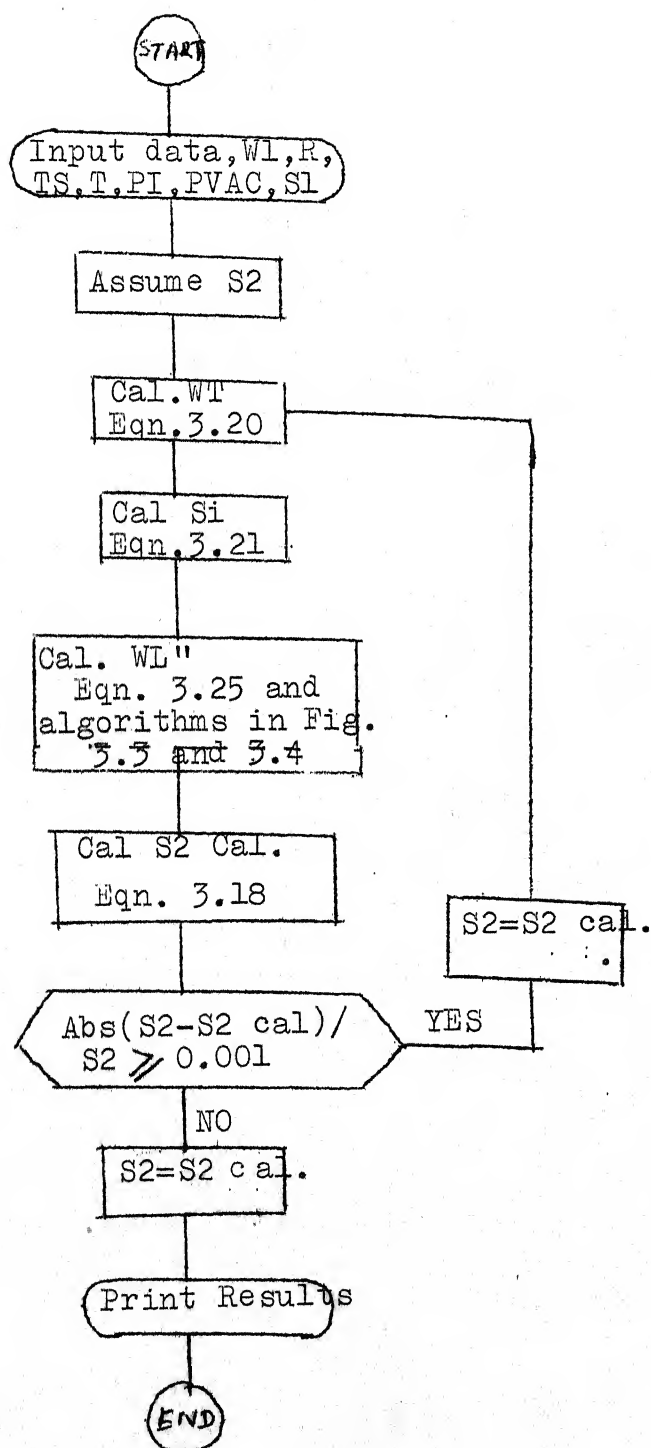 START
Input data,Wl,R,
TS,T,PI,PVAC,Sl
Assume S2
Cal.WT
Eqn.3.20
Cal Si
Eqn.3.21
Cal. WL"
Eqn. 3.25 and
algorithms in Fig.
3.3 and 3.4
Cal S2 Cal.
Eqn. 3.18
S2=S2 cal.
Abs(S2-S2 cal)/
S2 ⩾ 0.001
YES
NO
S2=S2 cal.
Print Results
END